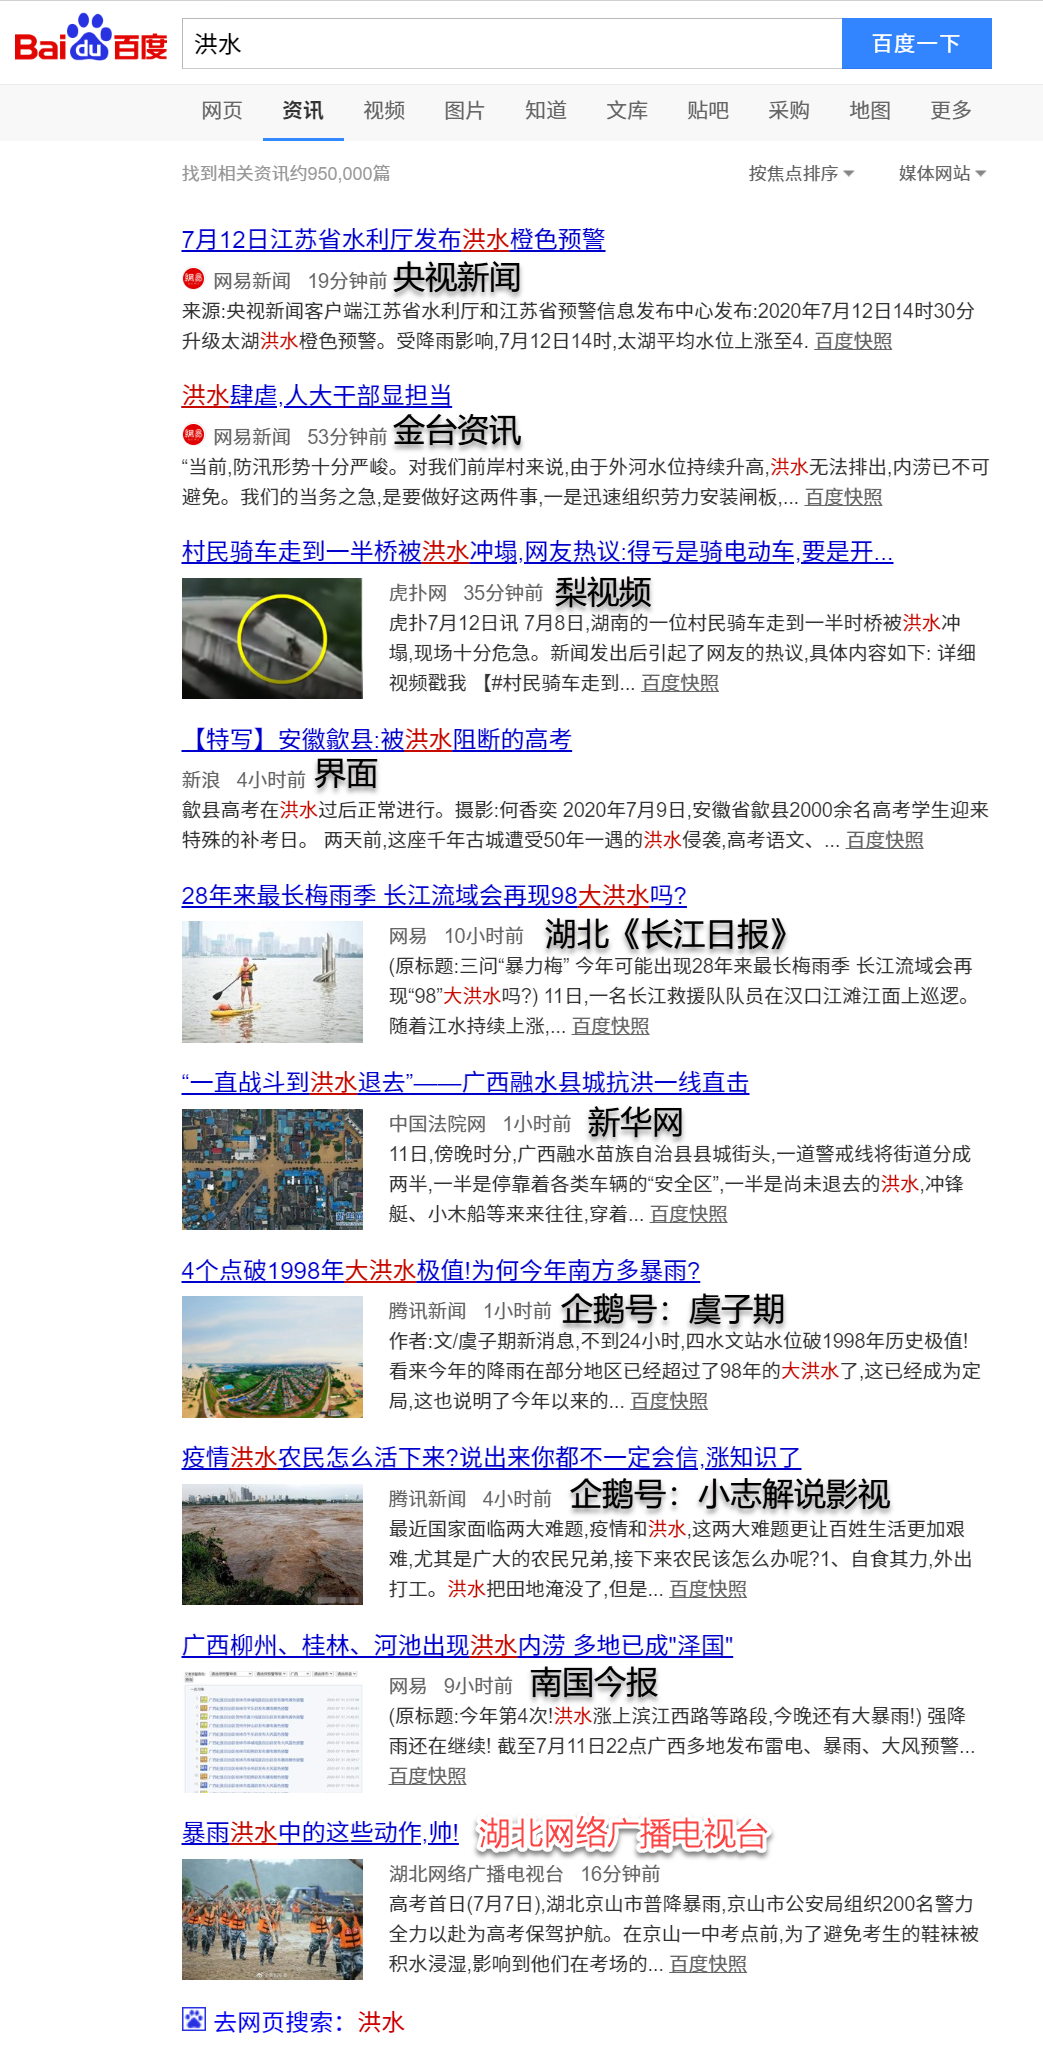 Bai du 百度
洪水
百度一下
网页 资讯 视频 图片 知道 文库 贴吧 采购 地图 更多
找到相关资讯约950,000篇
按焦点排序 媒体网站
7月12日江苏省水利厅发布洪水橙色预警
網易 网易新闻 19分钟前 央视新闻
来源:央视新闻客户端江苏省水利厅和江苏省预警信息发布中心发布:2020年7月12日14时30分
升级太湖洪水橙色预警。受降雨影响,7月12日14时,太湖平均水位上涨至4. 百度快照
洪水肆虐,人大干部显担当
網易 网易新闻 53分钟前 金台资讯
“当前,防汛形势十分严峻。对我们前岸村来说,由于外河水位持续升高,洪水无法排出,内涝已不可
避免。我们的当务之急,是要做好这两件事,一是迅速组织劳力安装闸板,... 百度快照
村民骑车走到一半桥被洪水冲塌,网友热议:得亏是骑电动车,要是开...
虎扑网 35分钟前 梨视频
虎扑7月12日讯 7月8日,湖南的一位村民骑车走到一半时桥被洪水冲
塌,现场十分危急。新闻发出后引起了网友的热议,具体内容如下: 详细
视频戳我 【#村民骑车走到... 百度快照
【特写】安徽歙县:被洪水阻断的高考
新浪 4小时前 界面
歙县高考在洪水过后正常进行。摄影:何香奕 2020年7月9日,安徽省歙县2000余名高考学生迎来
特殊的补考日。 两天前,这座千年古城遭受50年一遇的洪水侵袭,高考语文、... 百度快照
28年来最长梅雨季 长江流域会再现98大洪水吗?
网易 10小时前 湖北《长江日报》
(原标题:三问“暴力梅” 今年可能出现28年来最长梅雨季 长江流域会再
现“98”大洪水吗?) 11日,一名长江救援队队员在汉口江滩江面上巡逻。
随着江水持续上涨,... 百度快照
“一直战斗到洪水退去”——广西融水县城抗洪一线直击
中国法院网 1小时前 新华网
11日,傍晚时分,广西融水苗族自治县县城街头,一道警戒线将街道分成
两半,一半是停靠着各类车辆的“安全区”,一半是尚未退去的洪水,冲锋
艇、小木船等来来往往,穿着... 百度快照
4个点破1998年大洪水极值!为何今年南方多暴雨?
腾讯新闻 1小时前 企鹅号：虞子期
作者:文/虞子期新消息,不到24小时,四水文站水位破1998年历史极值!
看来今年的降雨在部分地区已经超过了98年的大洪水了,这已经成为定
局,这也说明了今年以来的... 百度快照
疫情洪水农民怎么活下来?说出来你都不一定会信,涨知识了
腾讯新闻 4小时前 企鹅号：小志解说影视
最近国家面临两大难题,疫情和洪水,这两大难题更让百姓生活更加艰
难,尤其是广大的农民兄弟,接下来农民该怎么办呢?1、自食其力,外出
打工。洪水把田地淹没了,但是... 百度快照
广西柳州、桂林、河池出现洪水内涝 多地已成"泽国"
网易 9小时前 南国今报
(原标题:今年第4次!洪水涨上滨江西路等路段,今晚还有大暴雨!) 强降
雨还在继续! 截至7月11日22点广西多地发布雷电、暴雨、大风预警...
百度快照
暴雨洪水中的这些动作,帅! 湖北网络广播电视台
湖北网络广播电视台 16分钟前
高考首日(7月7日),湖北京山市普降暴雨,京山市公安局组织200名警力
全力以赴为高考保驾护航。在京山一中考点前,为了避免考生的鞋袜被
积水浸湿,影响到他们在考场的... 百度快照
去网页搜索：洪水